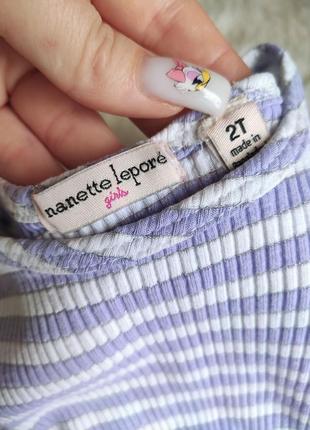 nanette lepore
girls
2T
made in